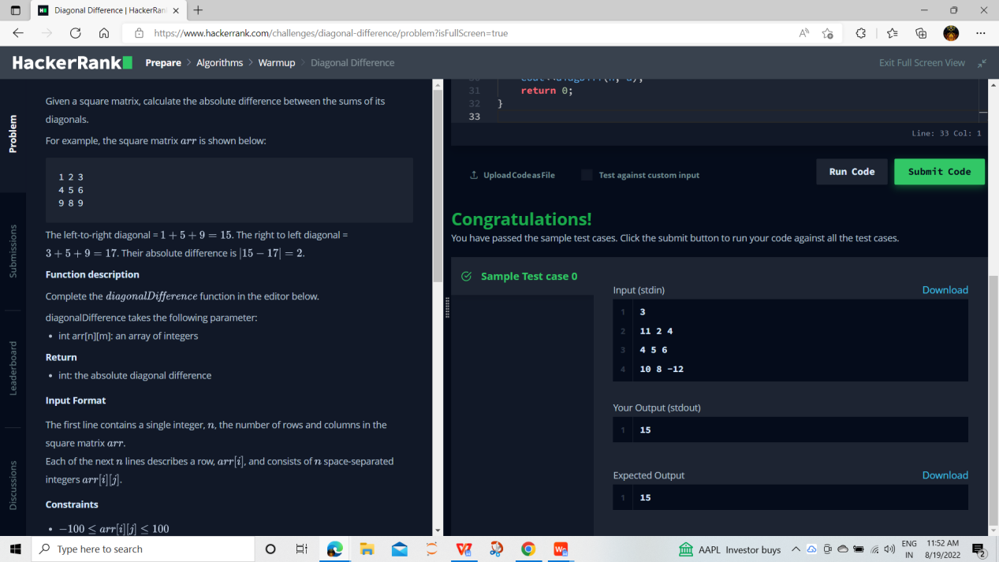 Diagonal Difference | HackerRan
https://www.hackerrank.com/challenges/diagonal-difference/problem?isFullScreen=true
HackerRank Prepare > Algorithms > Warmup > Diagonal Difference Exit Full Screen View
Problem
Submissions
Leaderboard
Discussions
Given a square matrix, calculate the absolute difference between the sums of its
diagonals.
For example, the square matrix arr is shown below:
1 2 3
4 5 6
9 8 9
The left-to-right diagonal = 1 + 5 + 9 = 15. The right to left diagonal =
3 + 5 + 9 = 17. Their absolute difference is |15 − 17| = 2.
Function description
Complete the diagonalDifference function in the editor below.
diagonalDifference takes the following parameter:
• int arr[n][m]: an array of integers
Return
• int: the absolute diagonal difference
Input Format
The first line contains a single integer, n, the number of rows and columns in the
square matrix arr.
Each of the next n lines describes a row, arr[i], and consists of n space-separated
integers arr[i][j].
Constraints
• −100 ≤ arr[i][j] ≤ 100
31 return 0;
32 }
33
Line: 33 Col: 1
Upload Code as File Test against custom input Run Code Submit Code
Congratulations!
You have passed the sample test cases. Click the submit button to run your code against all the test cases.
Sample Test case 0
Input (stdin) Download
1 3
2 11 2 4
3 4 5 6
4 10 8 -12
Your Output (stdout)
1 15
Expected Output Download
1 15
Type here to search
AAPL Investor buys
ENG
IN
11:52 AM
8/19/2022
2